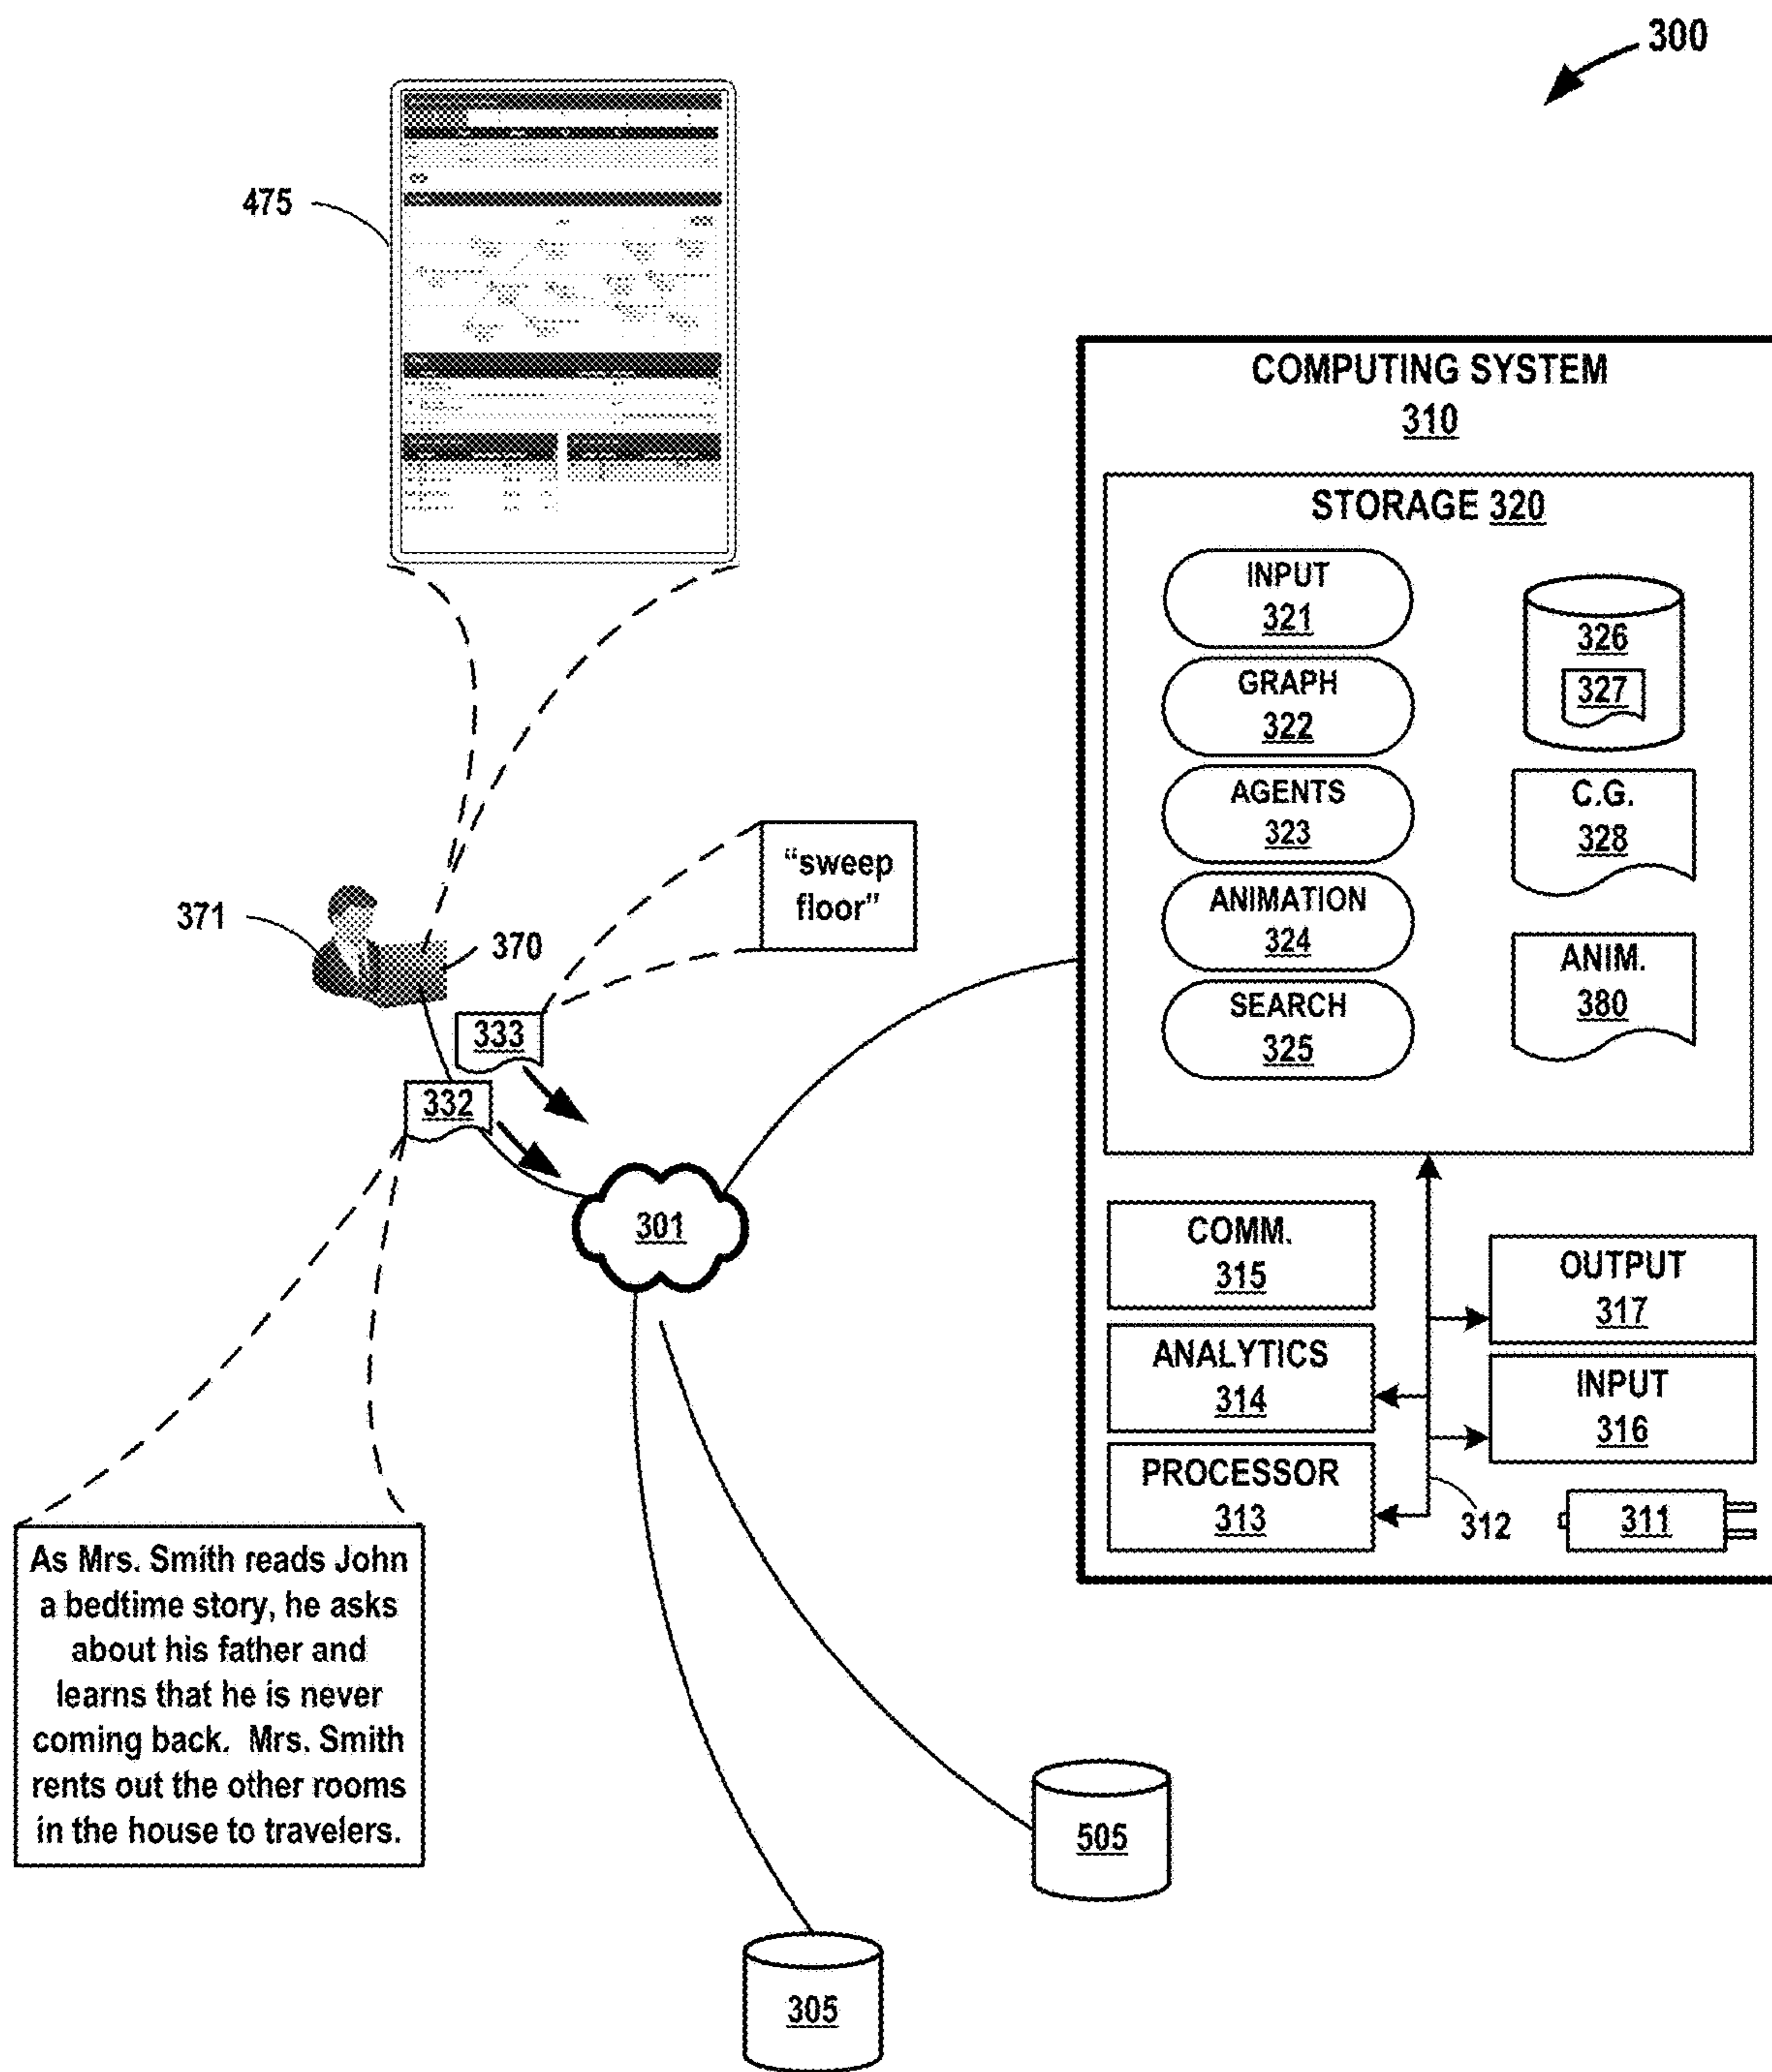 300
475
COMPUTING SYSTEM
310
STORAGE 320
INPUT
321
GRAPH
322
AGENTS
323
ANIMATION
324
SEARCH
325
326
327
C.G.
328
ANIM.
380
“sweep
floor”
371
370
333
332
301
COMM.
315
ANALYTICS
314
PROCESSOR
313
OUTPUT
317
INPUT
316
312
311
As Mrs. Smith reads John
a bedtime story, he asks
about his father and
learns that he is never
coming back. Mrs. Smith
rents out the other rooms
in the house to travelers.
505
305